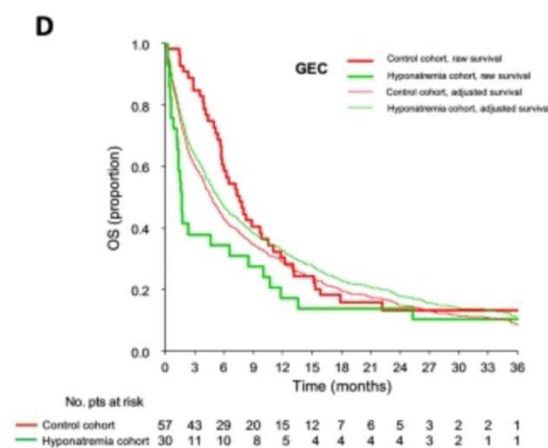 D
GEC
Control cohort, raw survival
Hyponatremia cohort, raw survival
Control cohort, adjusted survival
Hyponatremia cohort, adjusted surviva
OS (proportion)
1.0
0.8
0.6
0.4
0.2
0.0
0 3 6 9 12 15 18 21 24 27 30 33 36
Time (months)
No. pts at risk
Control cohort 57 43 29 20 15 12 7 6 5 3 2 2 1
Hyponatremia cohort 30 11 10 8 5 4 4 4 4 3 2 1 1